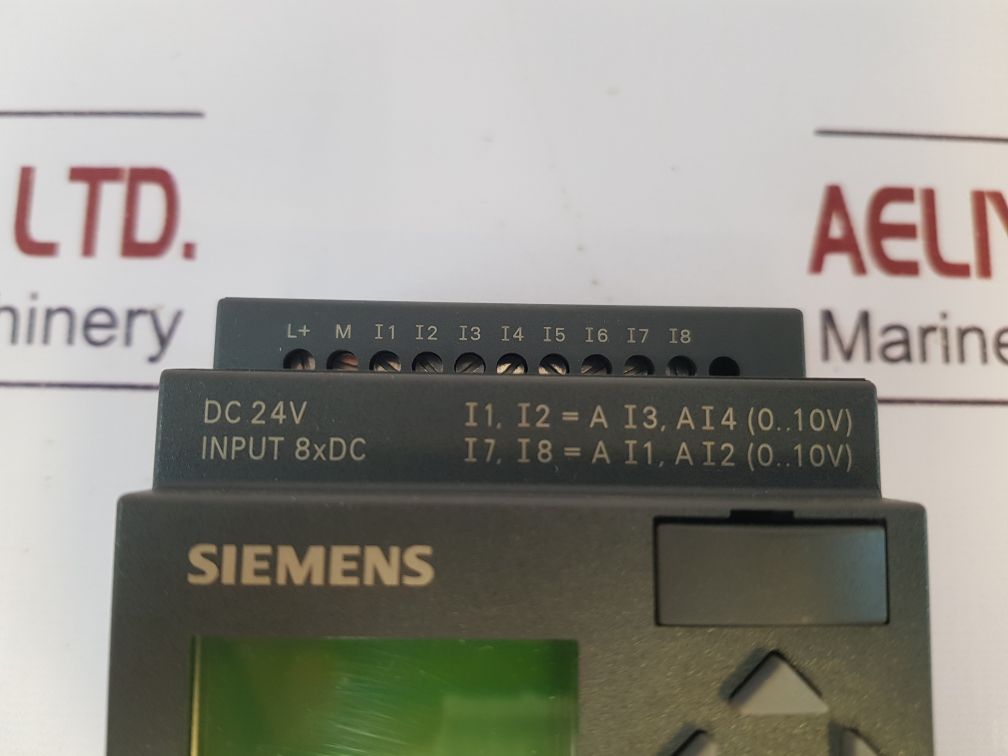 LTD.
AELIY
hinery
Marine
L+ M I1 I2 I3 I4 I5 I6 I7 I8
DC 24V I1, I2 = A I3, A I4 (0..10V)
INPUT 8xDC I7, I8 = A I1, A I2 (0..10V)
SIEMENS